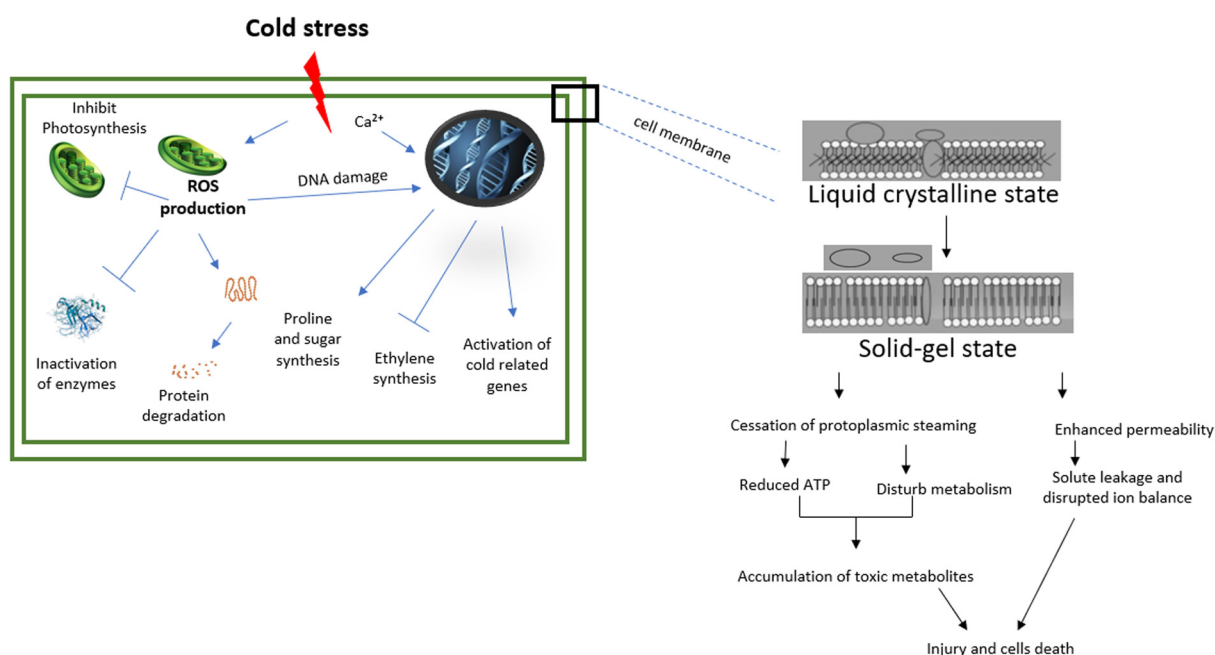 Cold stress
Inhibit
Photosynthesis
Ca²⁺
ROS
production
DNA damage
Inactivation
of enzymes
Protein
degradation
Proline
and sugar
synthesis
Ethylene
synthesis
Activation of
cold related
genes
cell membrane
Liquid crystalline state
Solid-gel state
Cessation of protoplasmic steaming
Enhanced permeability
Reduced ATP
Disturb metabolism
Solute leakage and
disrupted ion balance
Accumulation of toxic metabolites
Injury and cells death